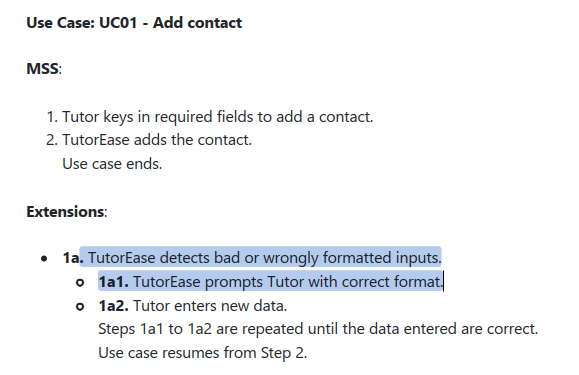 Use Case: UC01 - Add contact
MSS:
1. Tutor keys in required fields to add a contact.
2. TutorEase adds the contact.
Use case ends.
Extensions:
● 1a. TutorEase detects bad or wrongly formatted inputs.
○ 1a1. TutorEase prompts Tutor with correct format.
○ 1a2. Tutor enters new data.
Steps 1a1 to 1a2 are repeated until the data entered are correct.
Use case resumes from Step 2.